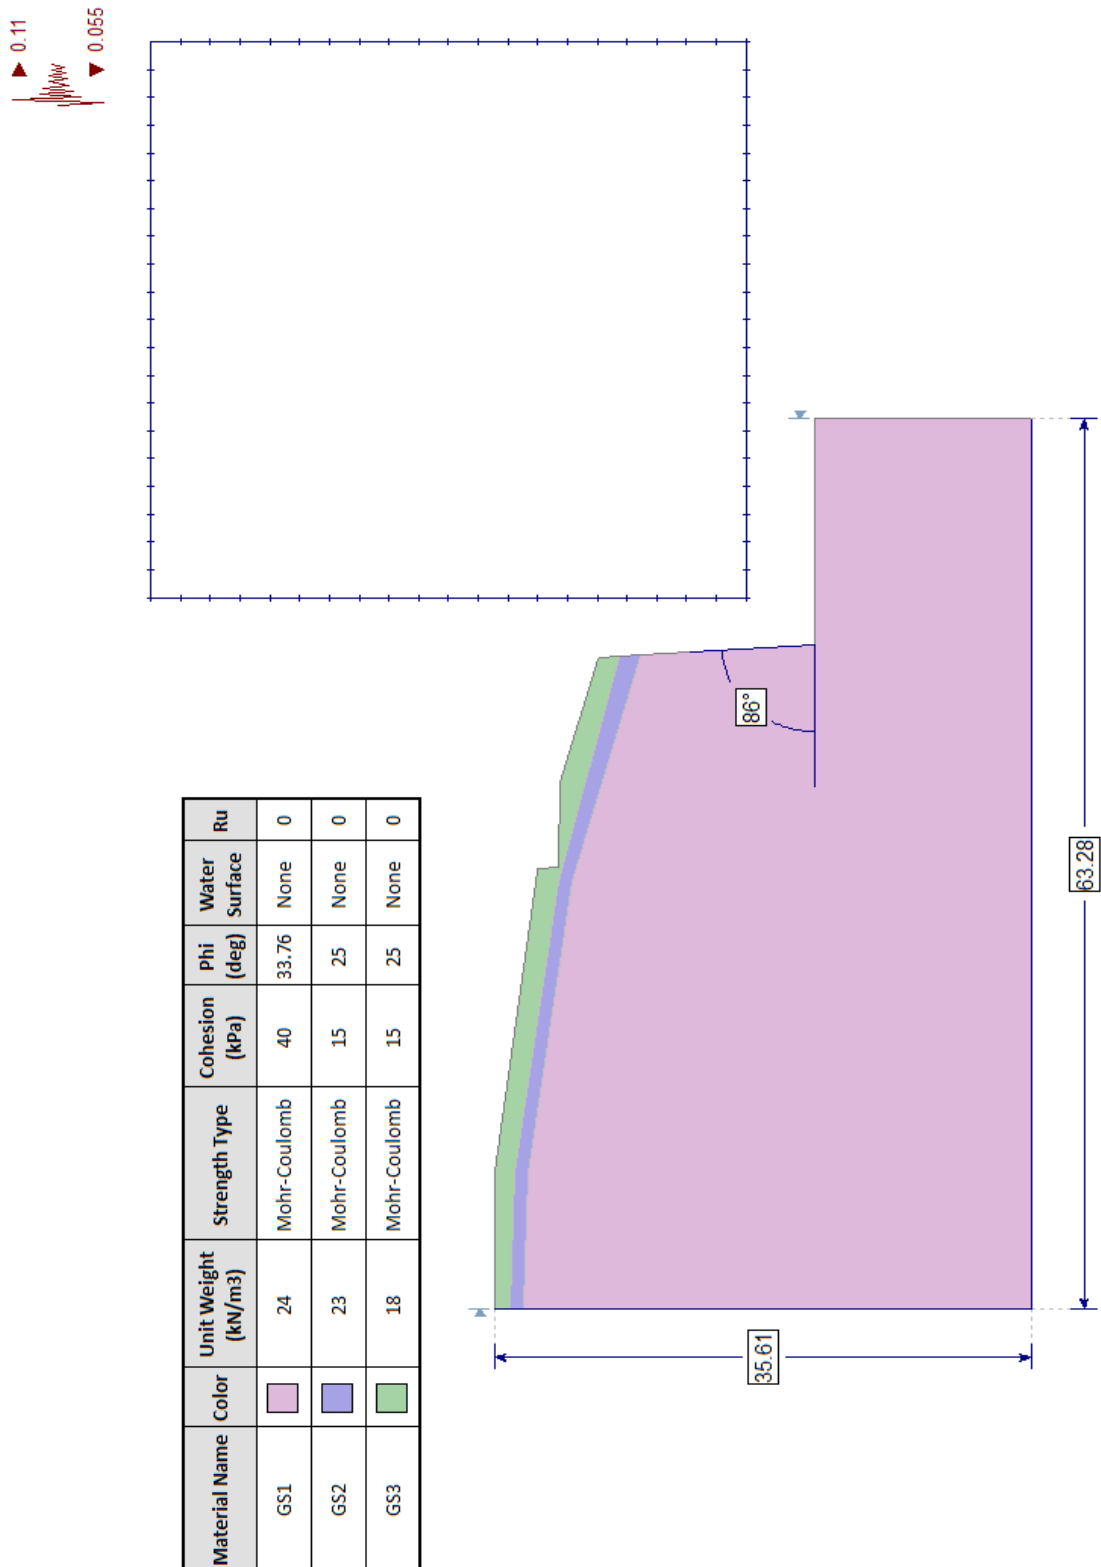 ▶ 0.11
▼ 0.055
Material Name Color Unit Weight (kN/m3) Strength Type Cohesion (kPa) Phi (deg) Water Surface Ru
GS1 24 Mohr-Coulomb 40 33.76 None 0
GS2 23 Mohr-Coulomb 15 25 None 0
GS3 18 Mohr-Coulomb 15 25 None 0
86°
35.61
63.28